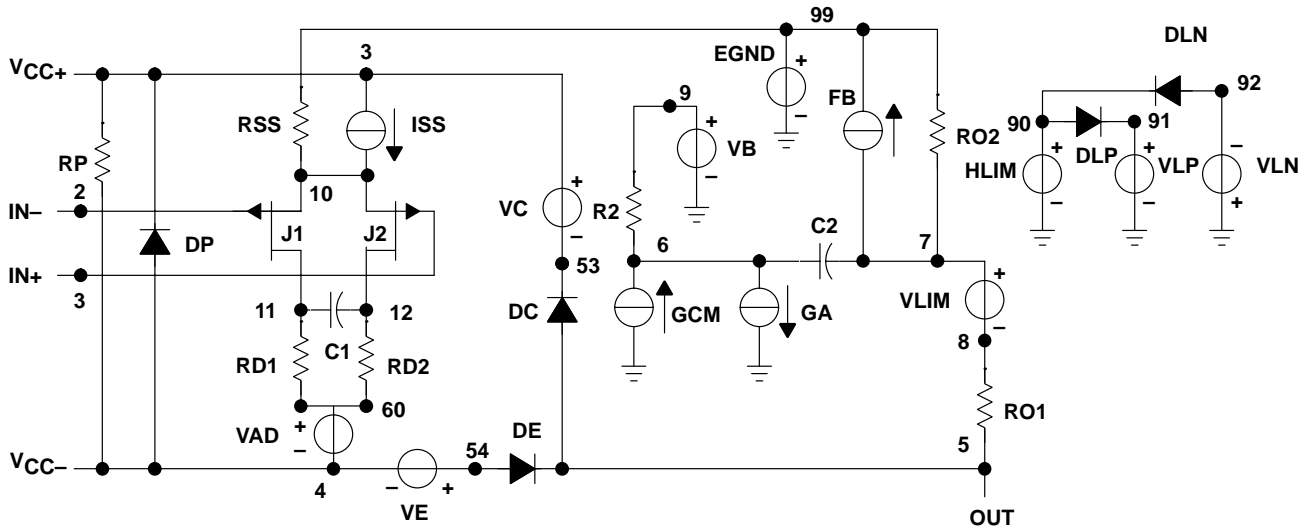 99
DLN
3
EGND
+
VCC+
92
9
FB
+
–
+
RSS
ISS
90
91
RO2
–
VB
DLP
+
+
–
RP
10
–
HLIM
VLP
VLN
2
+
–
–
+
IN–
VC
R2
J1
J2
–
C2
DP
6
7
IN+
53
3
+
VLIM
11
12
DC
GCM
GA
–
C1
8
RD1
RD2
60
RO1
+
VAD
–
DE
5
54
VCC–
4
–
+
VE
OUT